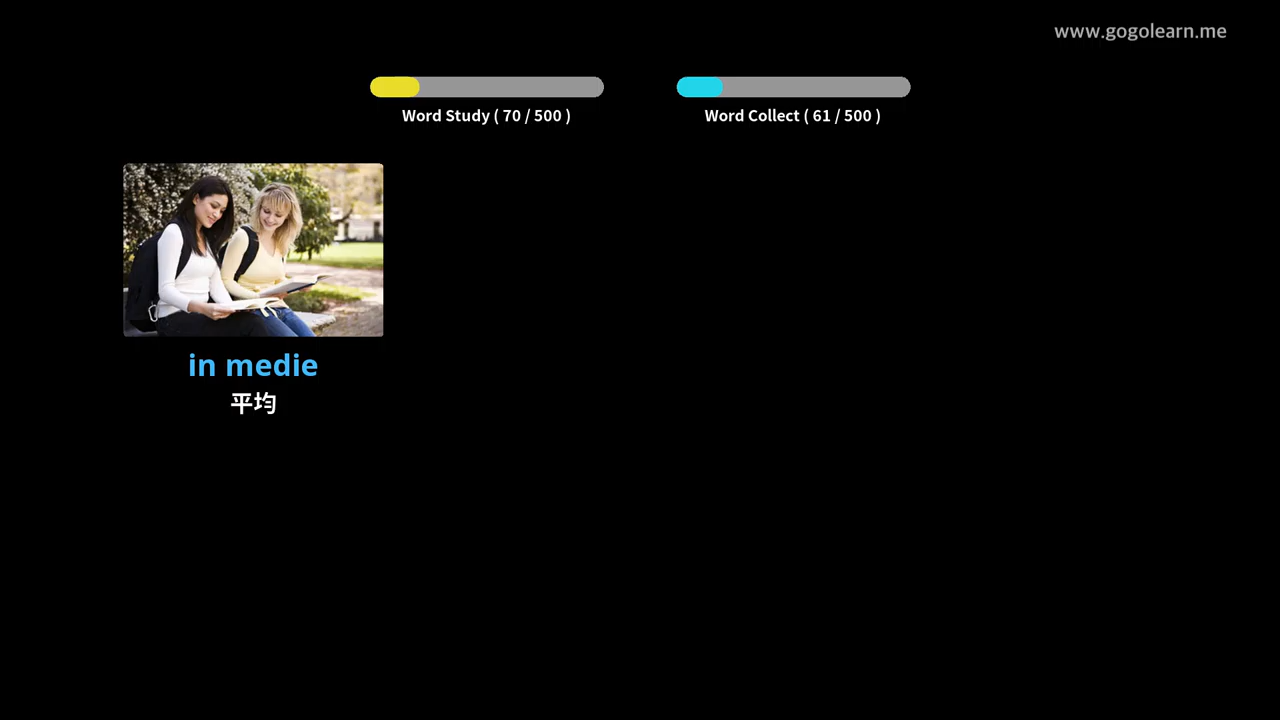 www.gogolearn.me
Word Study ( 70 / 500 )
Word Collect ( 61 / 500 )
in medie
平均